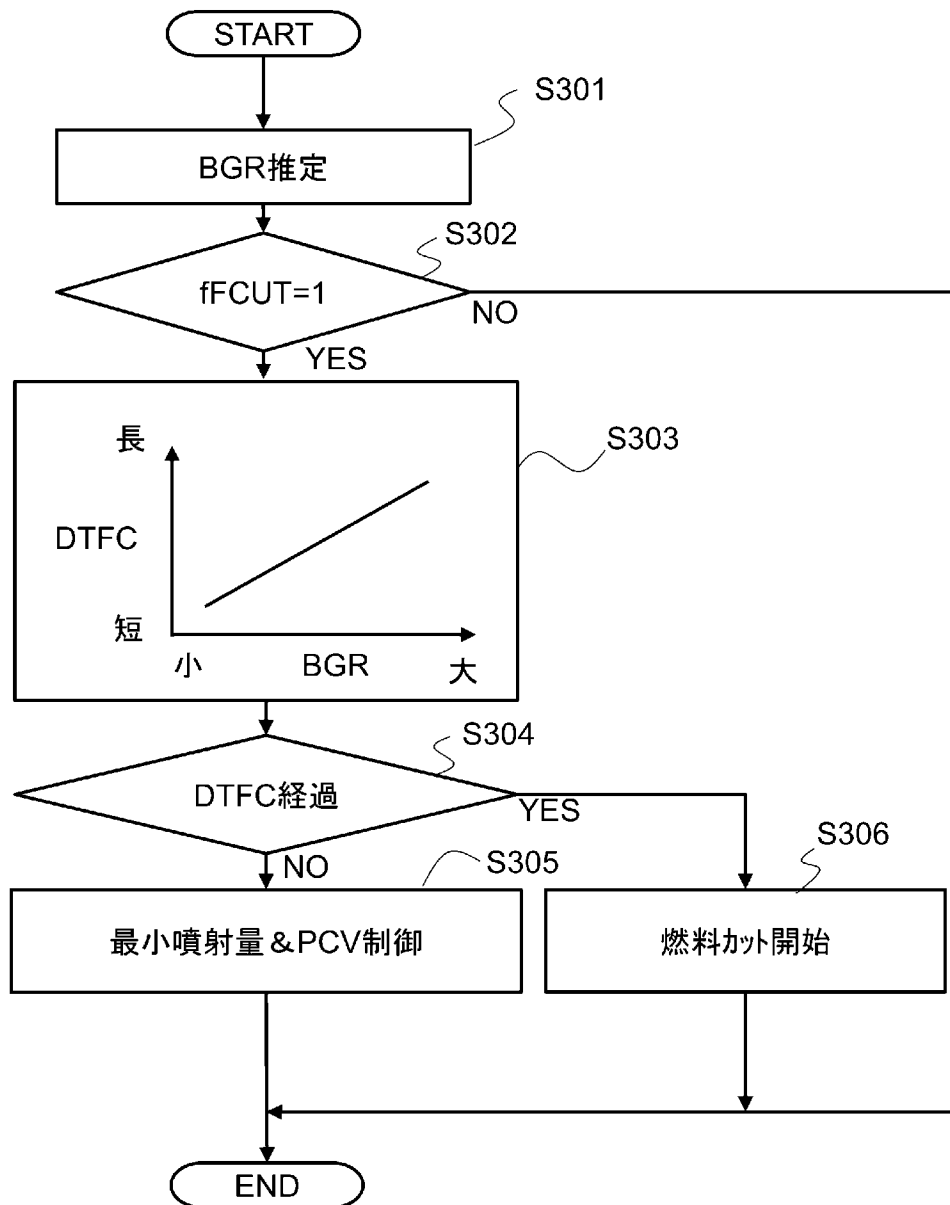 START
S301
BGR推定
S302
fFCUT=1
NO
YES
S303
長
DTFC
短
小
BGR
大
S304
DTFC経過
YES
NO
S305
S306
最小噴射量＆PCV制御
燃料ｶｯﾄ開始
END